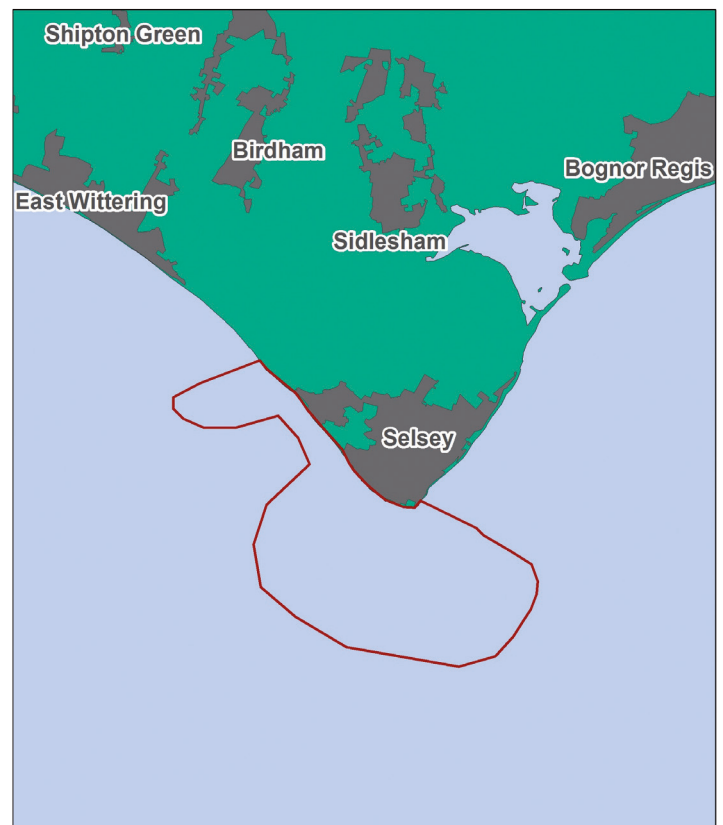 Shipton Green
Birdham
Bognor Regis
East Wittering
Sidlesham
Selsey